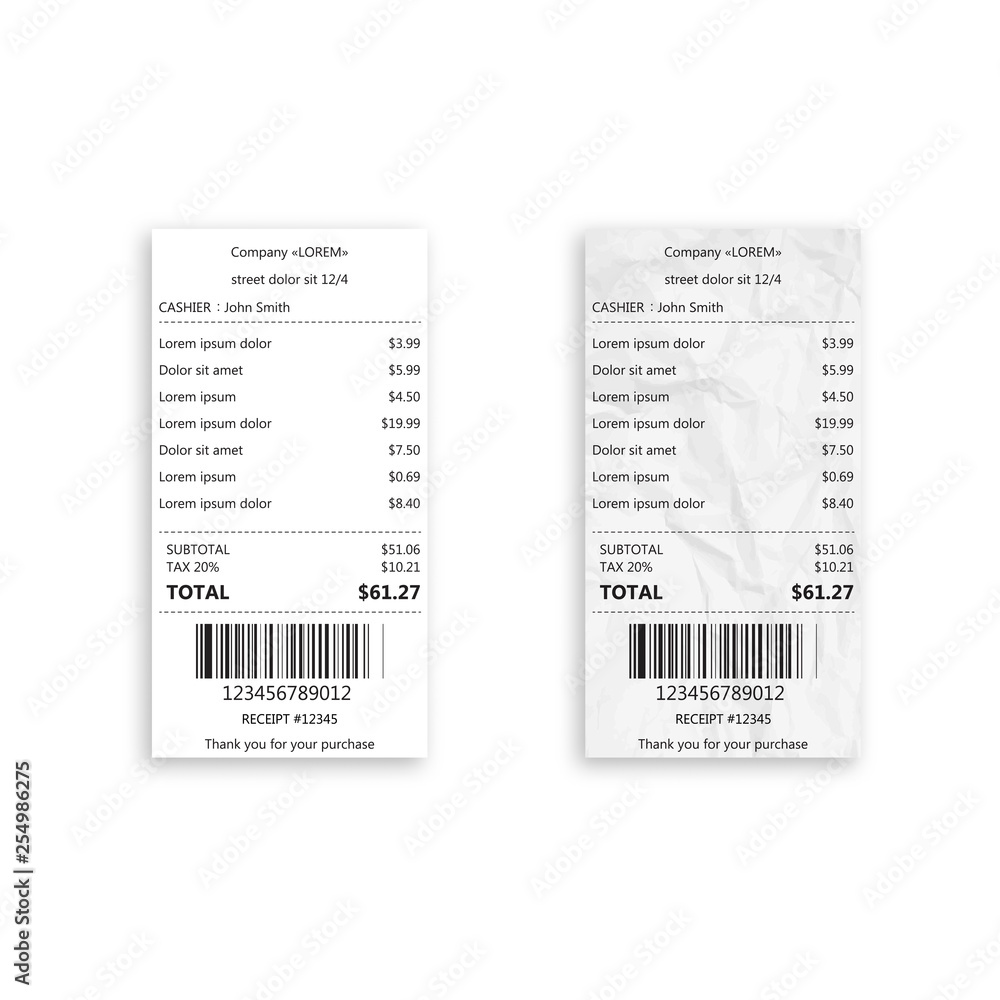 Company «LOREM»
street dolor sit 12/4
CASHIER : John Smith
Lorem ipsum dolor $3.99
Dolor sit amet $5.99
Lorem ipsum $4.50
Lorem ipsum dolor $19.99
Dolor sit amet $7.50
Lorem ipsum $0.69
Lorem ipsum dolor $8.40
SUBTOTAL $51.06
TAX 20% $10.21
TOTAL $61.27
123456789012
RECEIPT #12345
Thank you for your purchase
Company «LOREM»
street dolor sit 12/4
CASHIER : John Smith
Lorem ipsum dolor $3.99
Dolor sit amet $5.99
Lorem ipsum $4.50
Lorem ipsum dolor $19.99
Dolor sit amet $7.50
Lorem ipsum $0.69
Lorem ipsum dolor $8.40
SUBTOTAL $51.06
TAX 20% $10.21
TOTAL $61.27
123456789012
RECEIPT #12345
Thank you for your purchase
Adobe Stock | #254986275
Adobe Stock